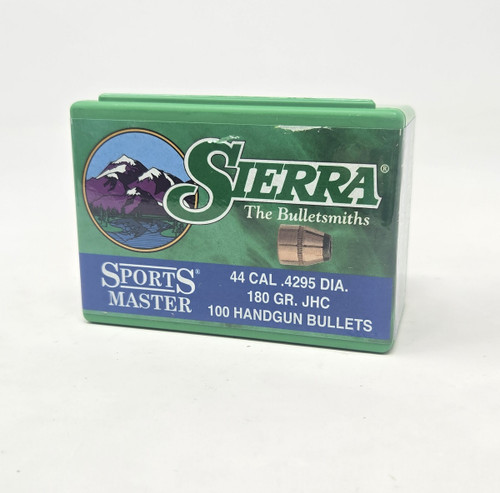 SIERRA®
The Bulletsmiths
SPORTS®
MASTER
44 CAL .4295 DIA.
180 GR. JHC
100 HANDGUN BULLETS